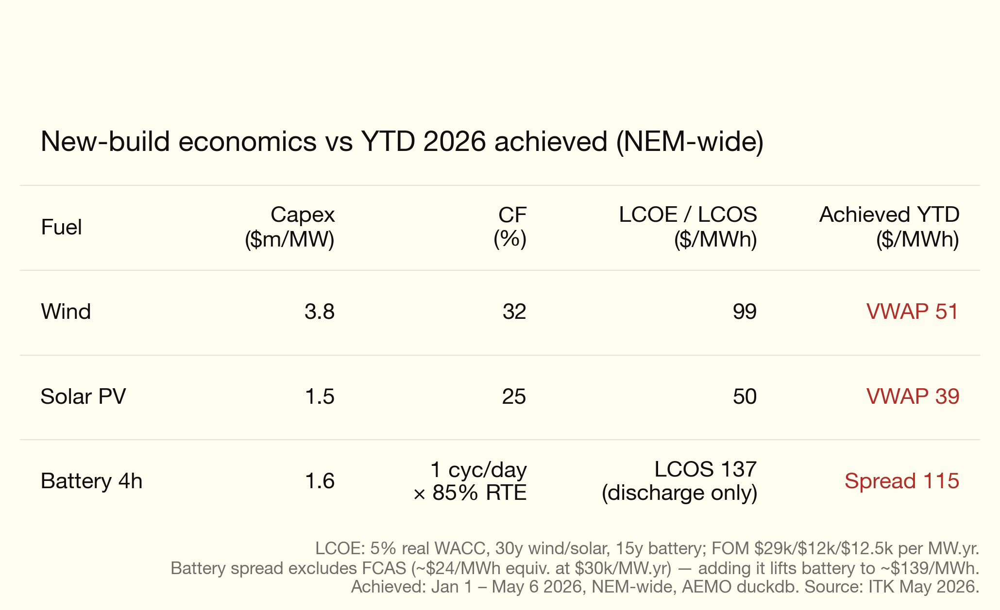 New-build economics vs YTD 2026 achieved (NEM-wide)
Fuel
Capex
($m/MW)
CF
(%)
LCOE / LCOS
($/MWh)
Achieved YTD
($/MWh)
Wind
3.8
32
99
VWAP 51
Solar PV
1.5
25
50
VWAP 39
Battery 4h
1.6
1 cyc/day
× 85% RTE
LCOS 137
(discharge only)
Spread 115
LCOE: 5% real WACC, 30y wind/solar, 15y battery; FOM $29k/$12k/$12.5k per MW.yr.
Battery spread excludes FCAS (~$24/MWh equiv. at $30k/MW.yr) — adding it lifts battery to ~$139/MWh.
Achieved: Jan 1 – May 6 2026, NEM-wide, AEMO duckdb. Source: ITK May 2026.